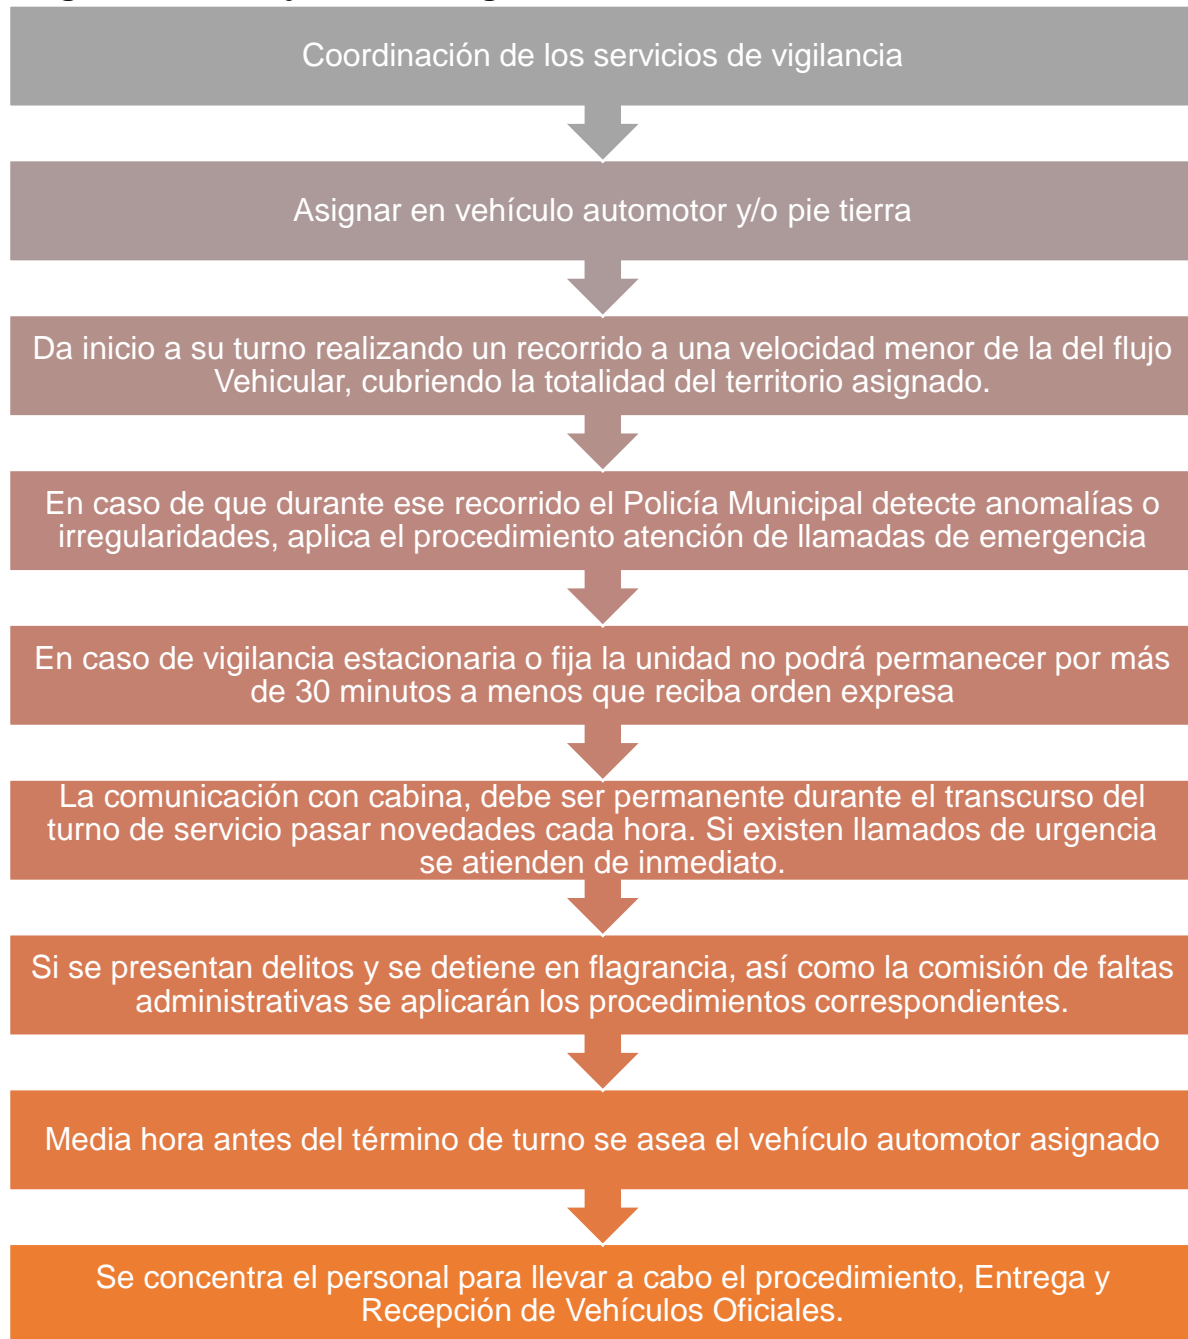 Coordinación de los servicios de vigilancia
Asignar en vehículo automotor y/o pie tierra
Da inicio a su turno realizando un recorrido a una velocidad menor de la del flujo
Vehicular, cubriendo la totalidad del territorio asignado.
En caso de que durante ese recorrido el Policía Municipal detecte anomalías o
irregularidades, aplica el procedimiento atención de llamadas de emergencia
En caso de vigilancia estacionaria o fija la unidad no podrá permanecer por más
de 30 minutos a menos que reciba orden expresa
La comunicación con cabina, debe ser permanente durante el transcurso del
turno de servicio pasar novedades cada hora. Si existen llamados de urgencia
se atienden de inmediato.
Si se presentan delitos y se detiene en flagrancia, así como la comisión de faltas
administrativas se aplicarán los procedimientos correspondientes.
Media hora antes del término de turno se asea el vehículo automotor asignado
Se concentra el personal para llevar a cabo el procedimiento, Entrega y
Recepción de Vehículos Oficiales.